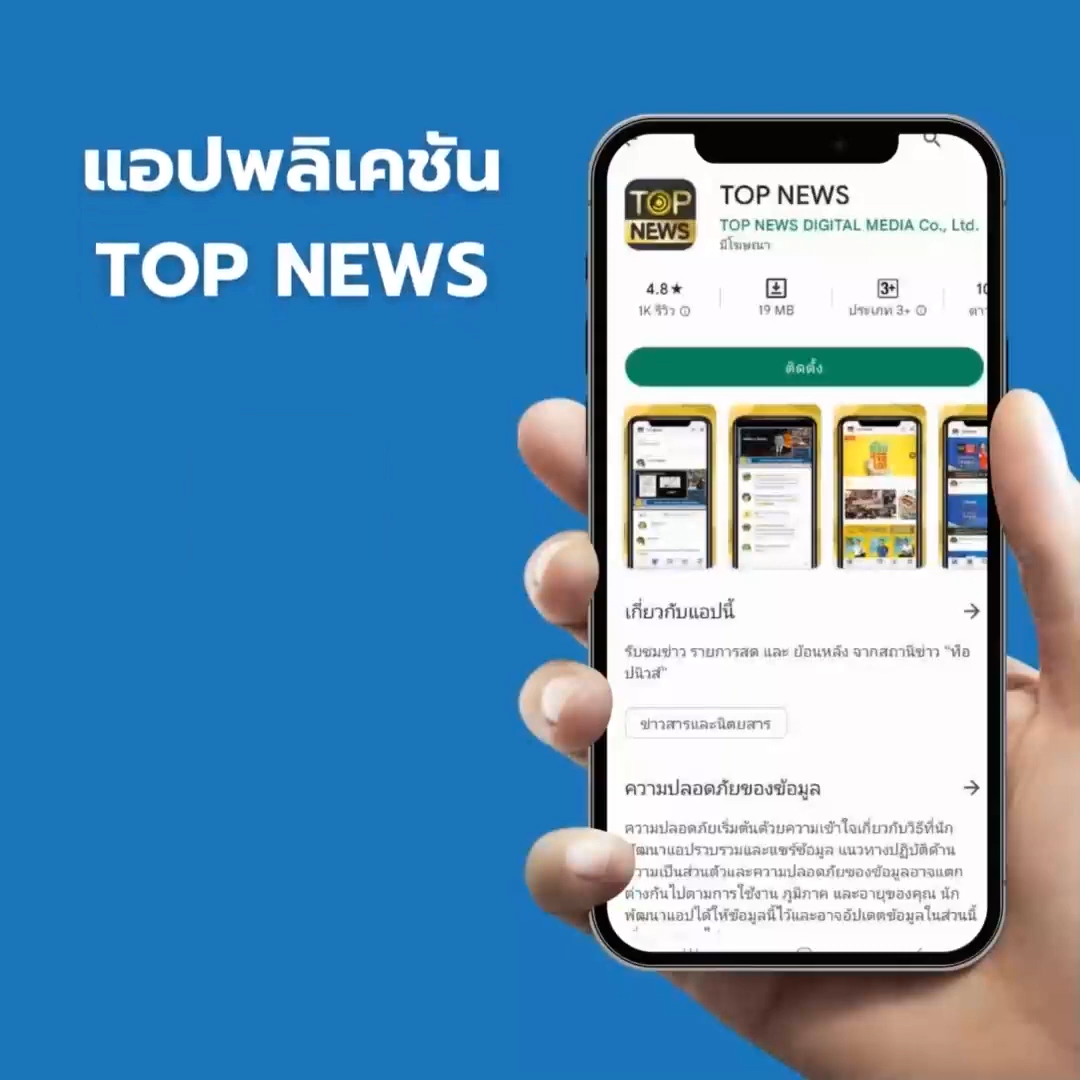 แอปพลิเคชัน
TOP NEWS
TOP
NEWS
TOP NEWS
TOP NEWS DIGITAL MEDIA Co., Ltd.
มีโฆษณา
4.8★
1K รีวิว
19 MB
3+
ประเภท 3+
10
ดาว
ติดตั้ง
เกี่ยวกับแอปนี้
รับชมข่าว รายการสด และ ย้อนหลัง จากสถานีข่าว "ท็อ
ปนิวส์"
ข่าวสารและนิตยสาร
ความปลอดภัยของข้อมูล
ความปลอดภัยเริ่มต้นด้วยความเข้าใจเกี่ยวกับวิธีที่นัก
พัฒนาแอปรวบรวมและแชร์ข้อมูล แนวทางปฏิบัติด้าน
ความเป็นส่วนตัวและความปลอดภัยของข้อมูลอาจแตก
ต่างกันไปตามการใช้งาน ภูมิภาค และอายุของคุณ นัก
พัฒนาแอปได้ให้ข้อมูลนี้ไว้และอาจอัปเดตข้อมูลในส่วนนี้